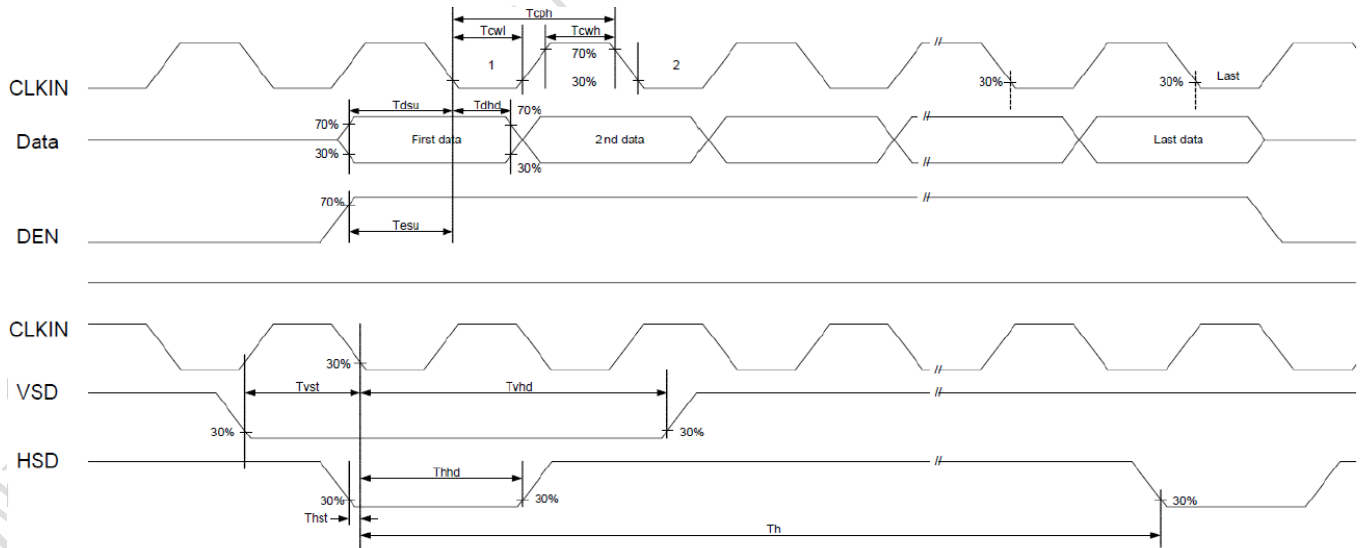 Tcph
Tcwl Tcwh
CLKIN 1 70% 30% 2 // 30% 30% Last
Tdsu Tdhd
Data 70% 30% First data 70% 30% 2nd data // // Last data
DEN 70% //
Tesu
CLKIN 30% //
VSD Tvst Tvhd //
30% 30%
HSD Thhd //
30% 30% 30%
Thst
Th